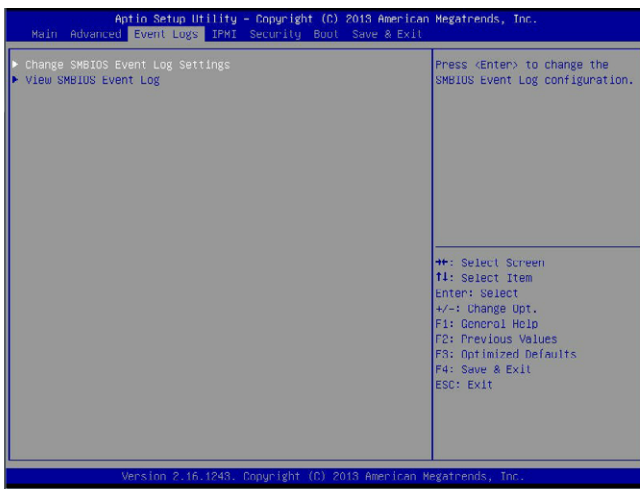 Aptio Setup Utility – Copyright (C) 2013 American Megatrends, Inc.
Main Advanced Event Logs IPMI Security Boot Save & Exit
▶ Change SMBIOS Event Log Settings
▶ View SMBIOS Event Log
Press <Enter> to change the
SMBIOS Event Log configuration.
→←: Select Screen
↑↓: Select Item
Enter: Select
+/-: Change Opt.
F1: General Help
F2: Previous Values
F3: Optimized Defaults
F4: Save & Exit
ESC: Exit
Version 2.16.1243. Copyright (C) 2013 American Megatrends, Inc.